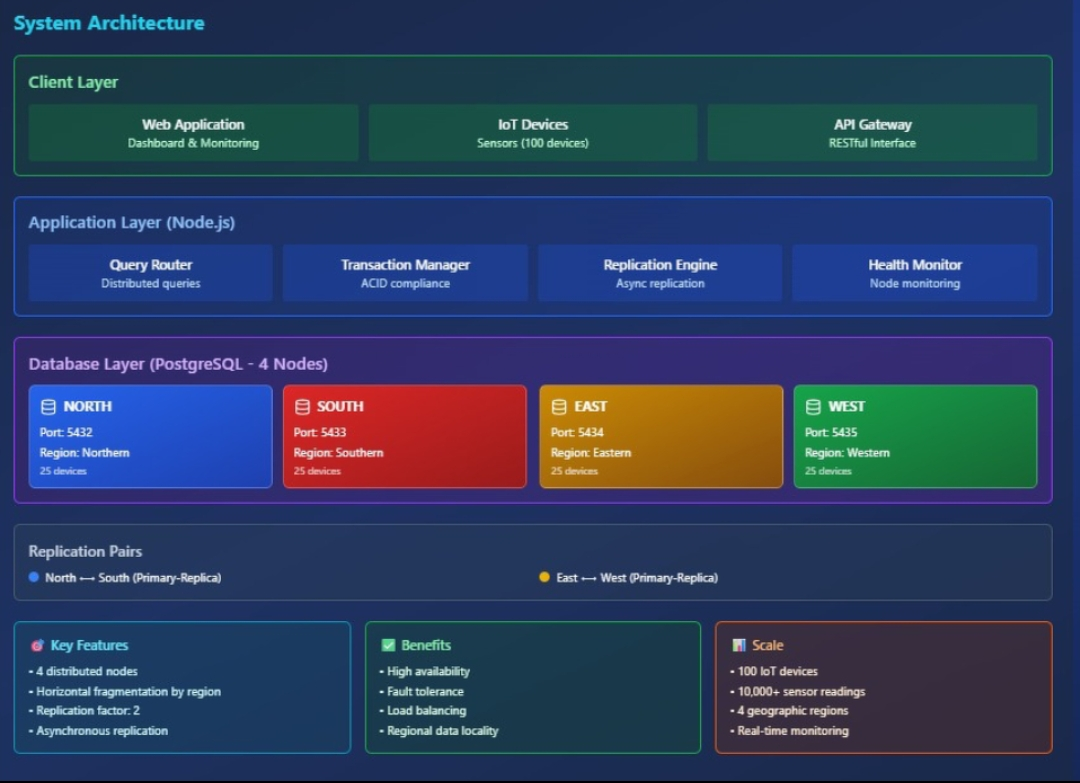 System Architecture
Client Layer
Web Application
Dashboard & Monitoring
IoT Devices
Sensors (100 devices)
API Gateway
RESTful Interface
Application Layer (Node.js)
Query Router
Distributed queries
Transaction Manager
ACID compliance
Replication Engine
Async replication
Health Monitor
Node monitoring
Database Layer (PostgreSQL - 4 Nodes)
NORTH
Port: 5432
Region: Northern
25 devices
SOUTH
Port: 5433
Region: Southern
25 devices
EAST
Port: 5434
Region: Eastern
25 devices
WEST
Port: 5435
Region: Western
25 devices
Replication Pairs
North ⟷ South (Primary-Replica)
East ⟷ West (Primary-Replica)
🎯 Key Features
• 4 distributed nodes
• Horizontal fragmentation by region
• Replication factor: 2
• Asynchronous replication
✅ Benefits
• High availability
• Fault tolerance
• Load balancing
• Regional data locality
📊 Scale
• 100 IoT devices
• 10,000+ sensor readings
• 4 geographic regions
• Real-time monitoring